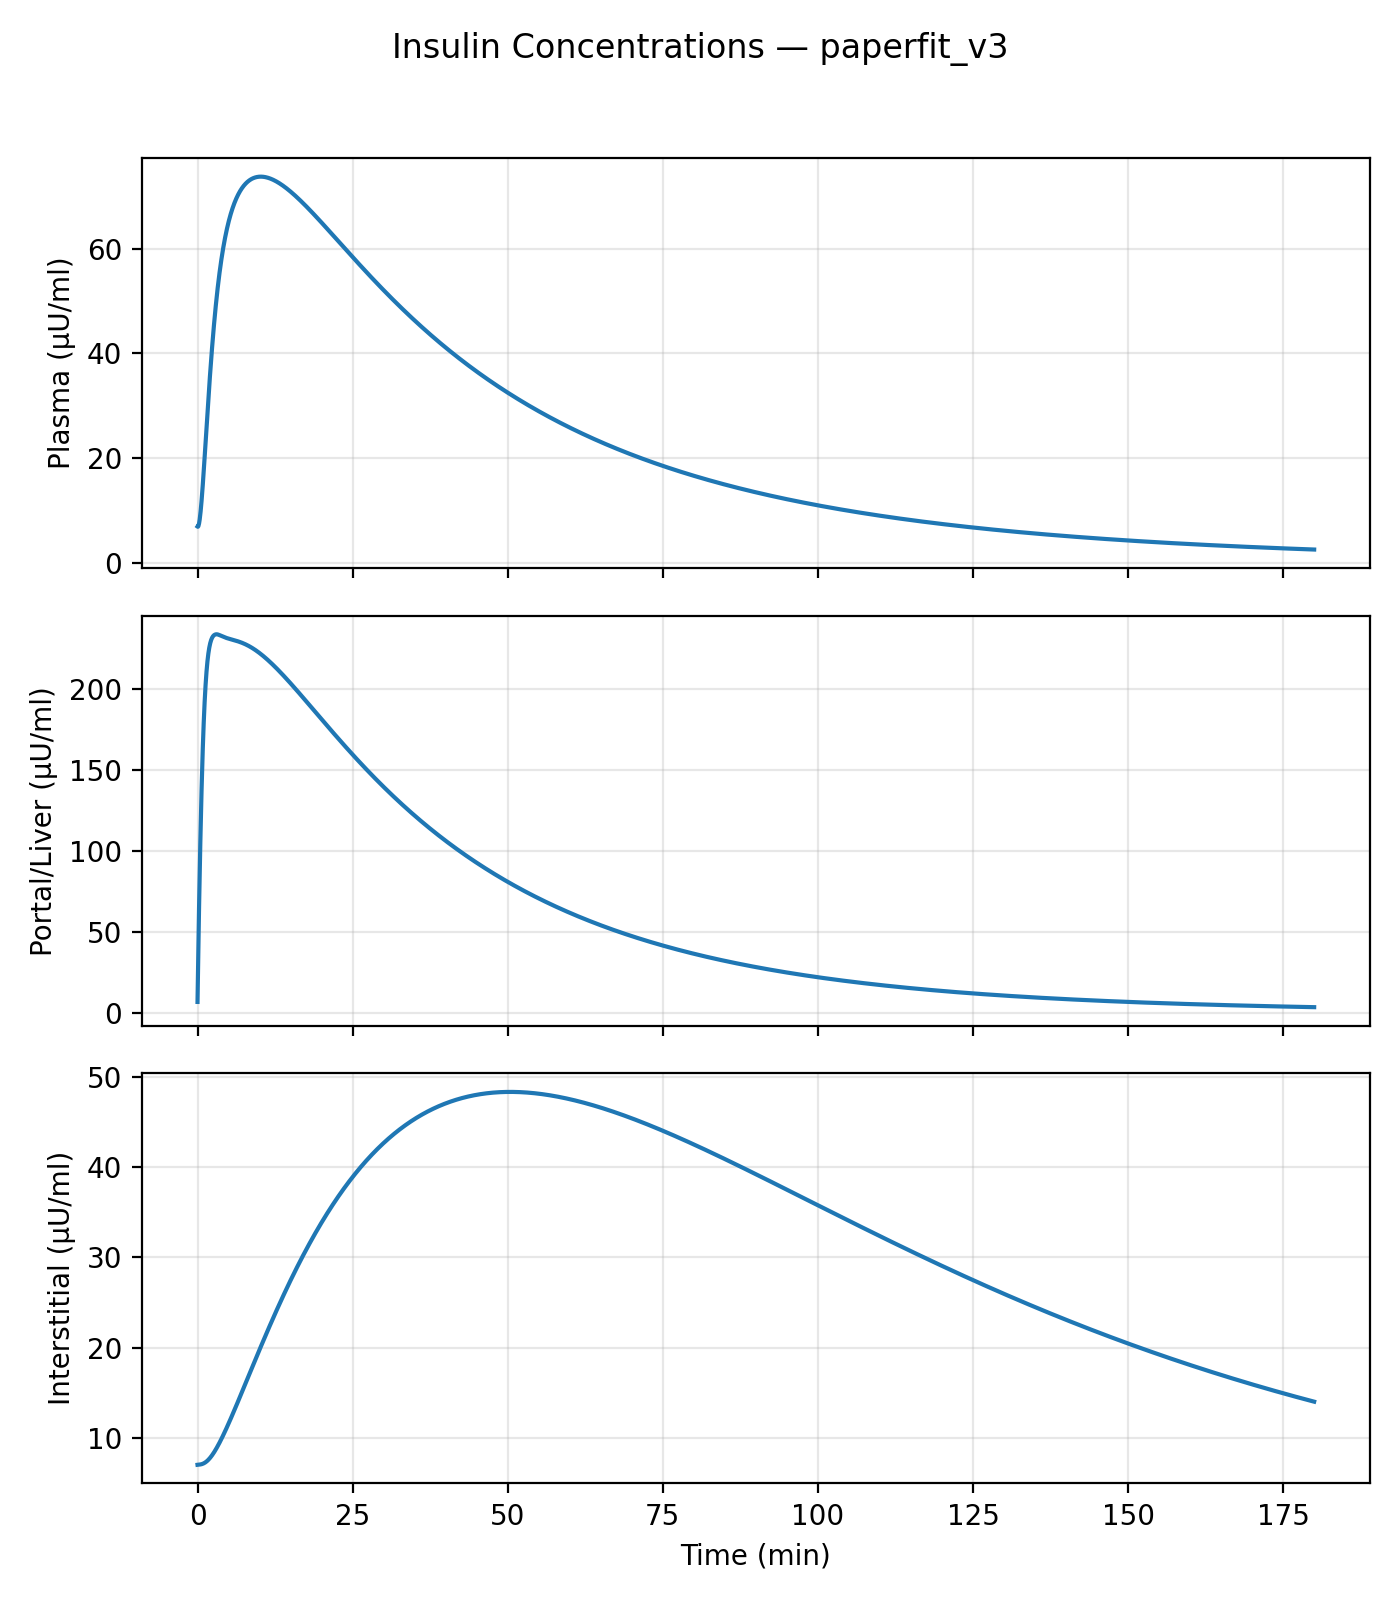 Insulin Concentrations — paperfit_v3
Plasma (µU/ml)
60
40
20
0
Portal/Liver (µU/ml)
200
150
100
50
0
Interstitial (µU/ml)
50
40
30
20
10
0 25 50 75 100 125 150 175
Time (min)